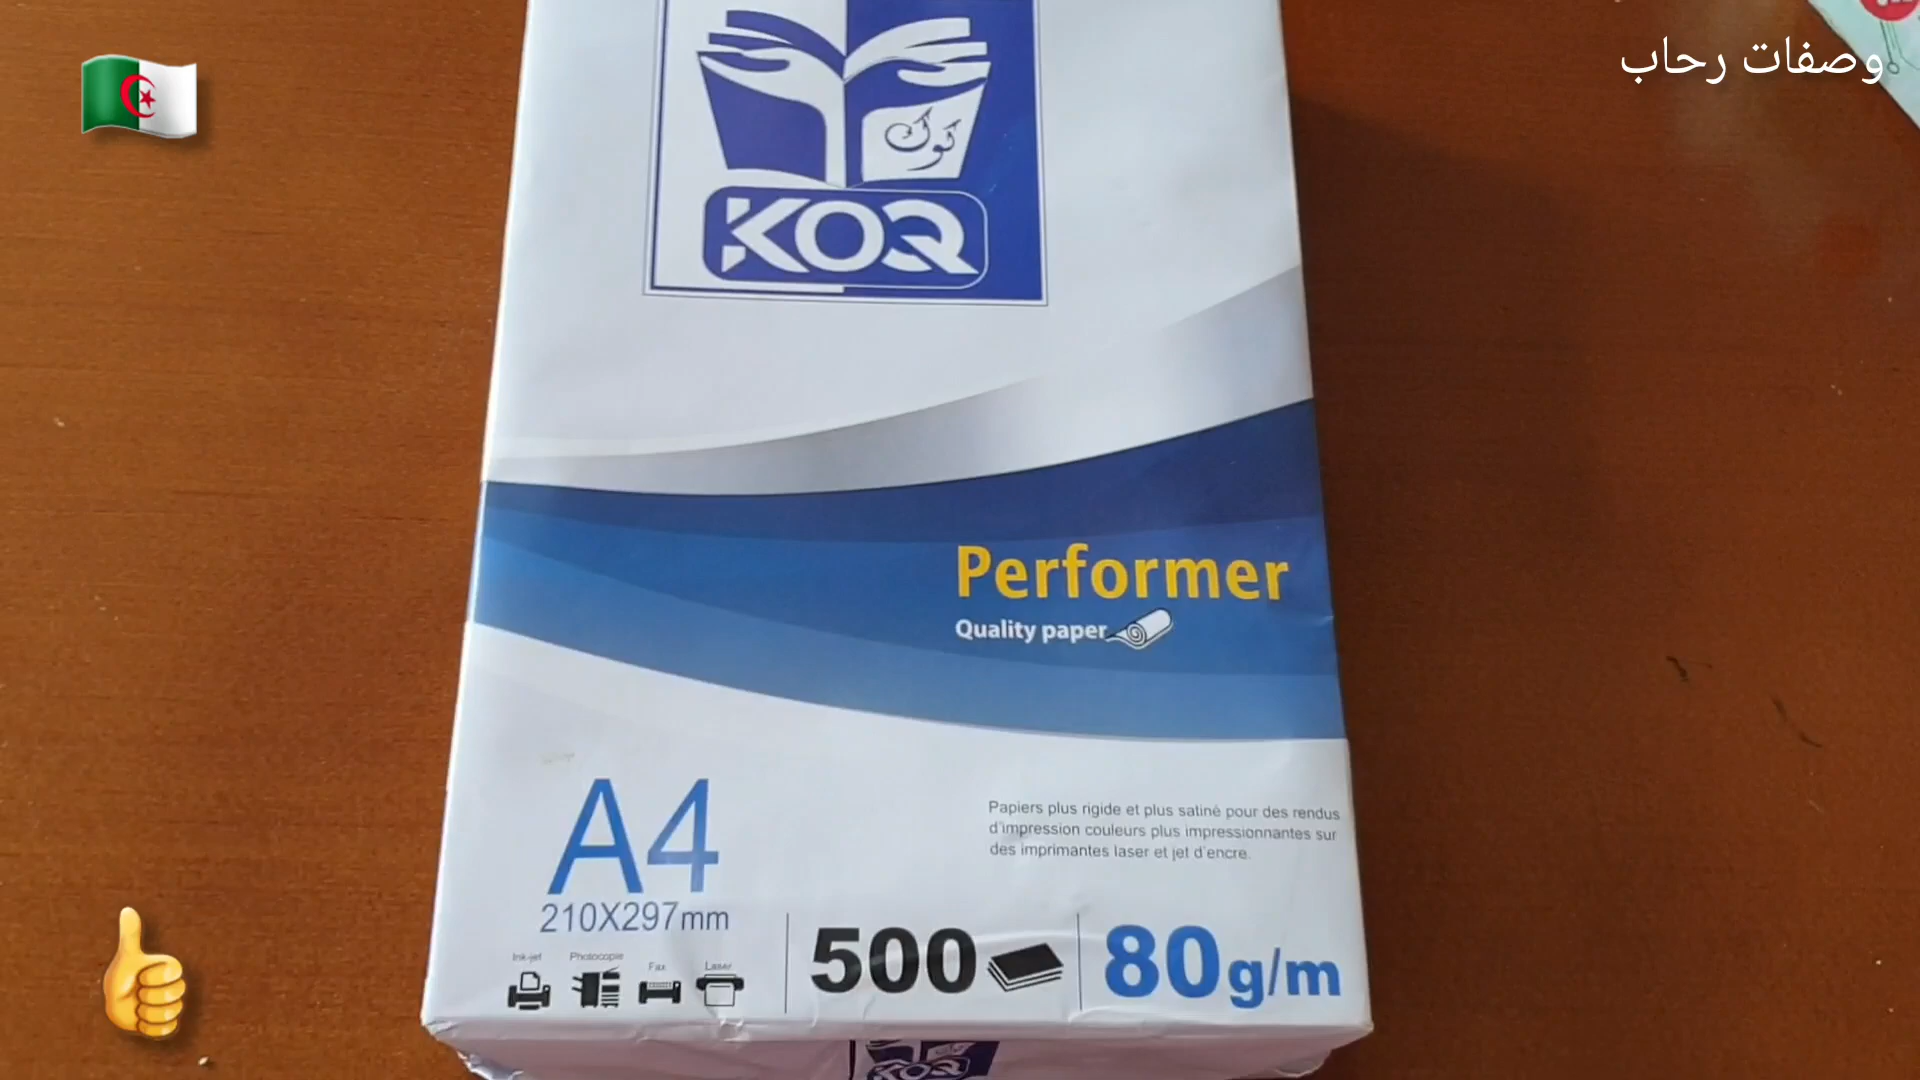 وصفات رحاب
كوك
KOQ
Performer
Quality paper
A4
210X297mm
Papiers plus rigide et plus satiné pour des rendus
d'impression couleurs plus impressionnantes sur
des imprimantes laser et jet d'encre.
Ink-jet Photocopie Fax Laser
500
80g/m
KOQ